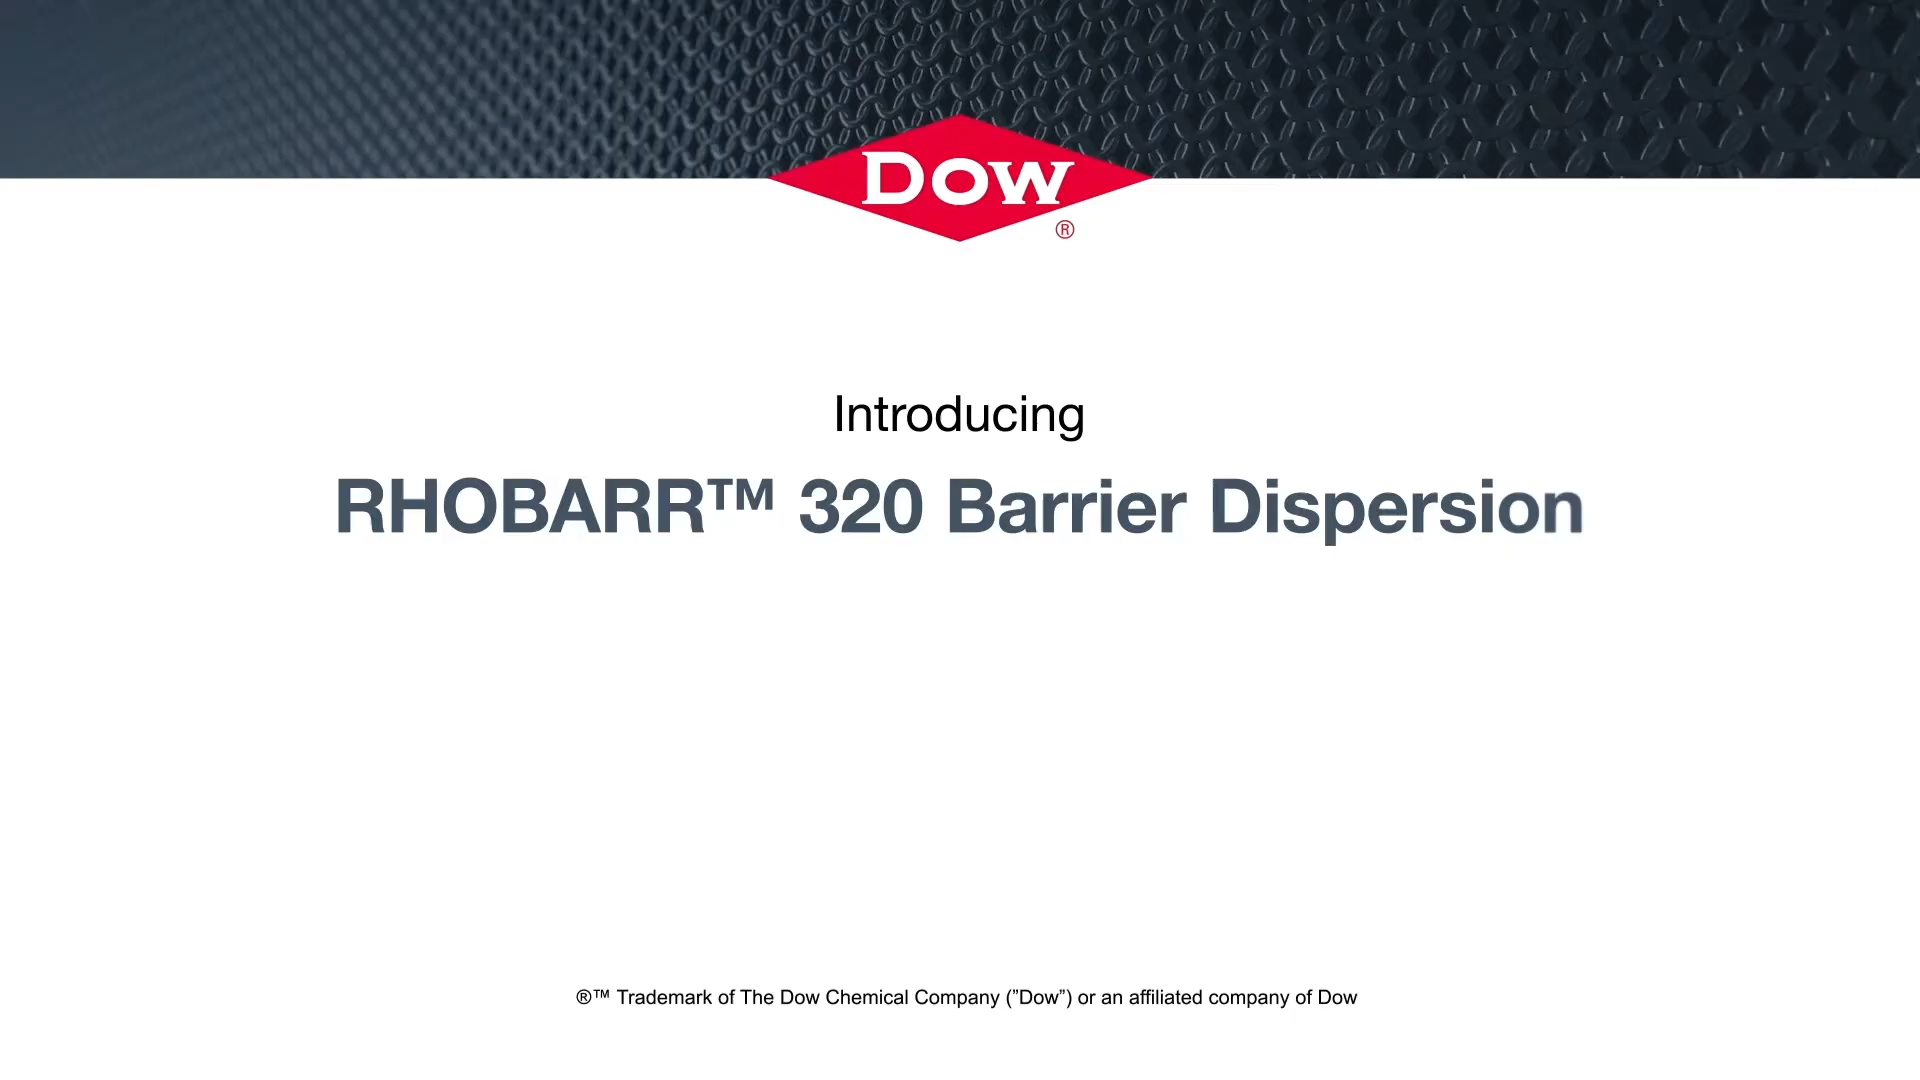 DOW
®
Introducing
RHOBARR™ 320 Barrier Dispersion
®™ Trademark of The Dow Chemical Company (”Dow”) or an affiliated company of Dow